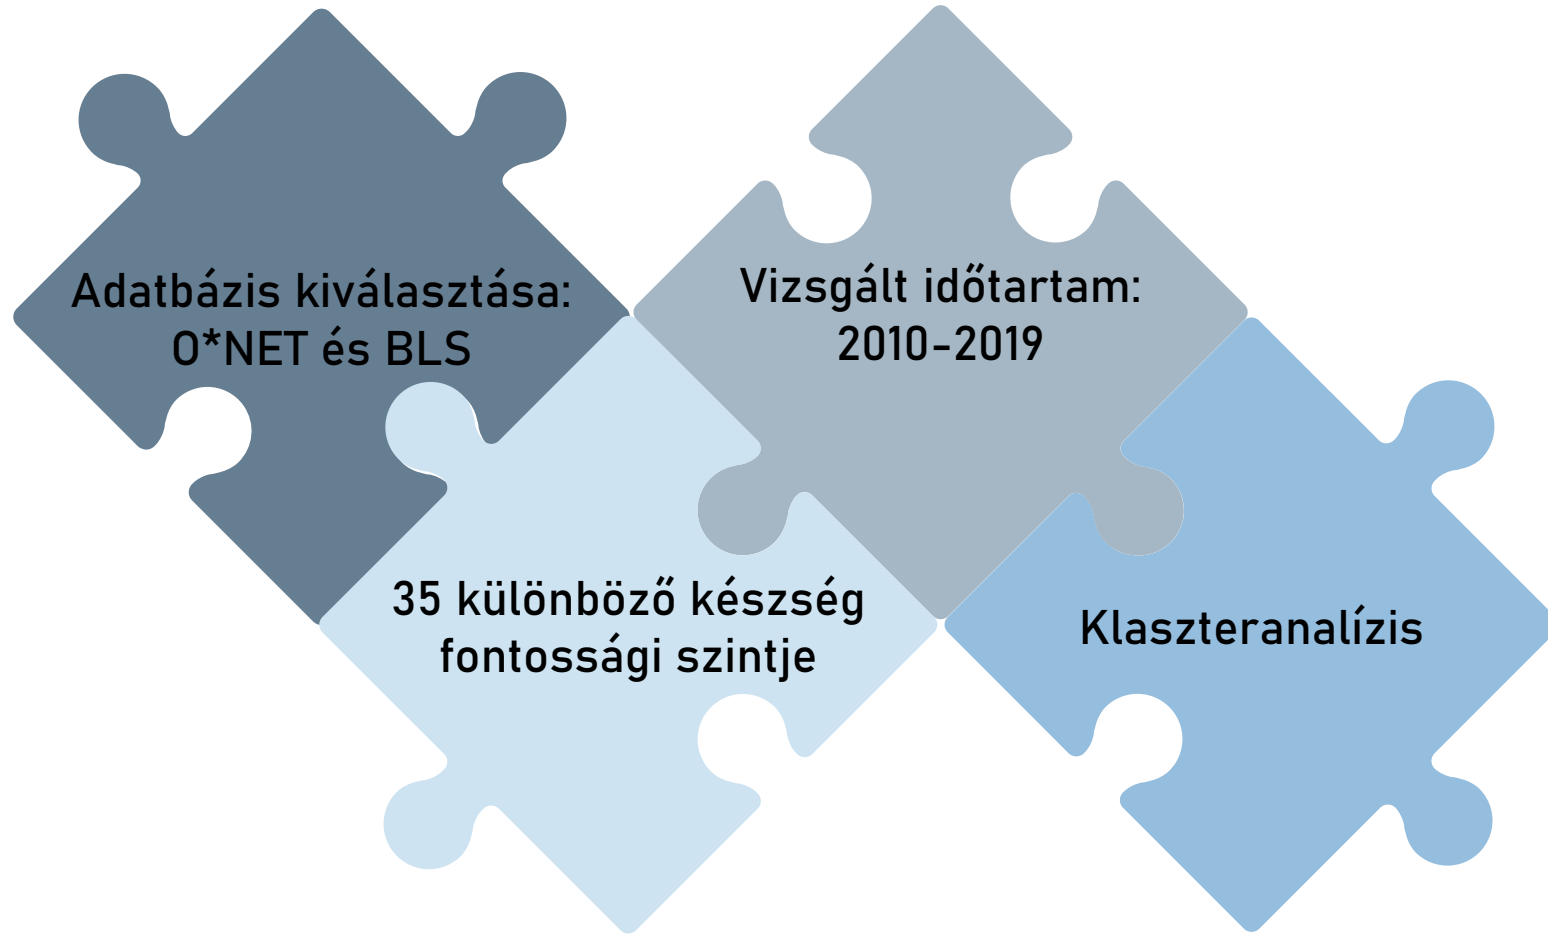 Adatbázis kiválasztása:
O*NET és BLS
35 különböző készség
fontossági szintje
Vizsgált időtartam:
2010-2019
Klaszteranalízis